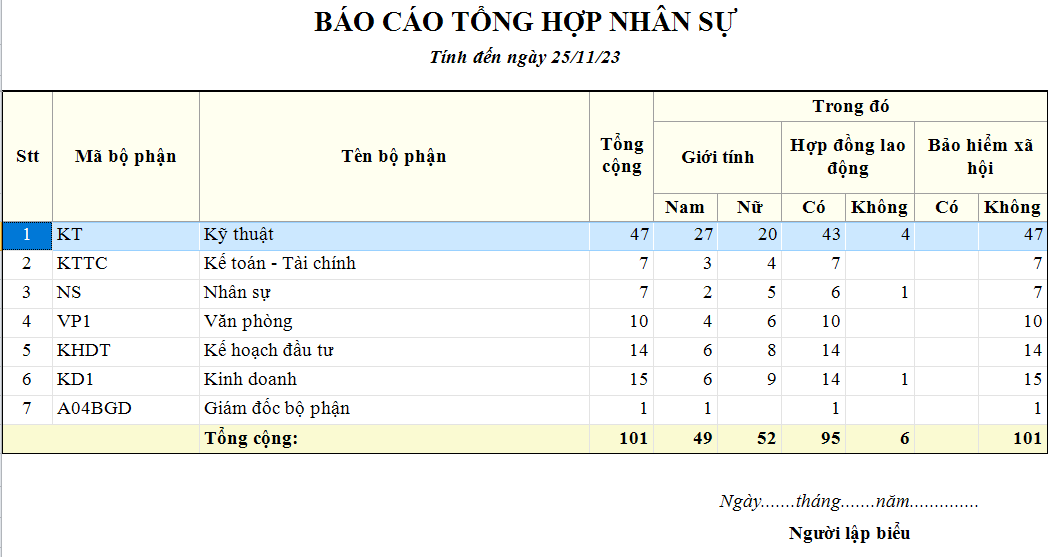 BÁO CÁO TỔNG HỢP NHÂN SỰ
Tính đến ngày 25/11/23
Stt Mã bộ phận Tên bộ phận Tổng cộng Trong đó
Giới tính Hợp đồng lao động Bảo hiểm xã hội
Nam Nữ Có Không Có Không
1 KT Kỹ thuật 47 27 20 43 4 47
2 KTTC Kế toán - Tài chính 7 3 4 7 7
3 NS Nhân sự 7 2 5 6 1 7
4 VP1 Văn phòng 10 4 6 10 10
5 KHDT Kế hoạch đầu tư 14 6 8 14 14
6 KD1 Kinh doanh 15 6 9 14 1 15
7 A04BGD Giám đốc bộ phận 1 1 1 1
Tổng cộng: 101 49 52 95 6 101
Ngày.......tháng.......năm..............
Người lập biểu